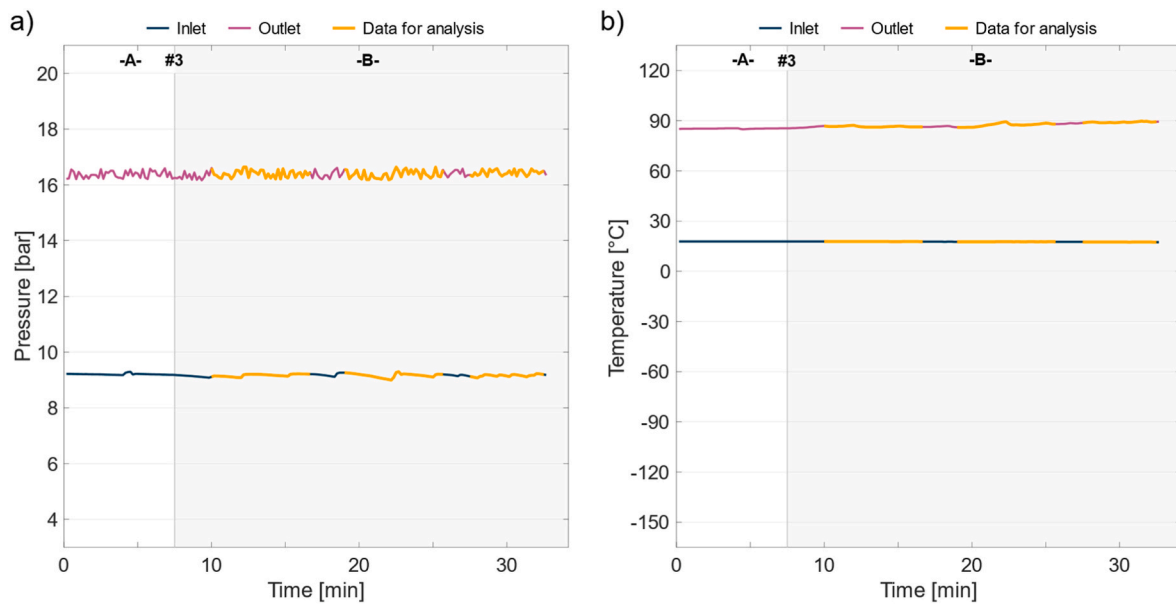 a)
Inlet Outlet Data for analysis
-A- #3 -B-
20
18
16
14
12
10
8
6
4
Pressure [bar]
0 10 20 30
Time [min]
b)
Inlet Outlet Data for analysis
-A- #3 -B-
120
90
60
30
0
-30
-60
-90
-120
-150
Temperature [°C]
0 10 20 30
Time [min]